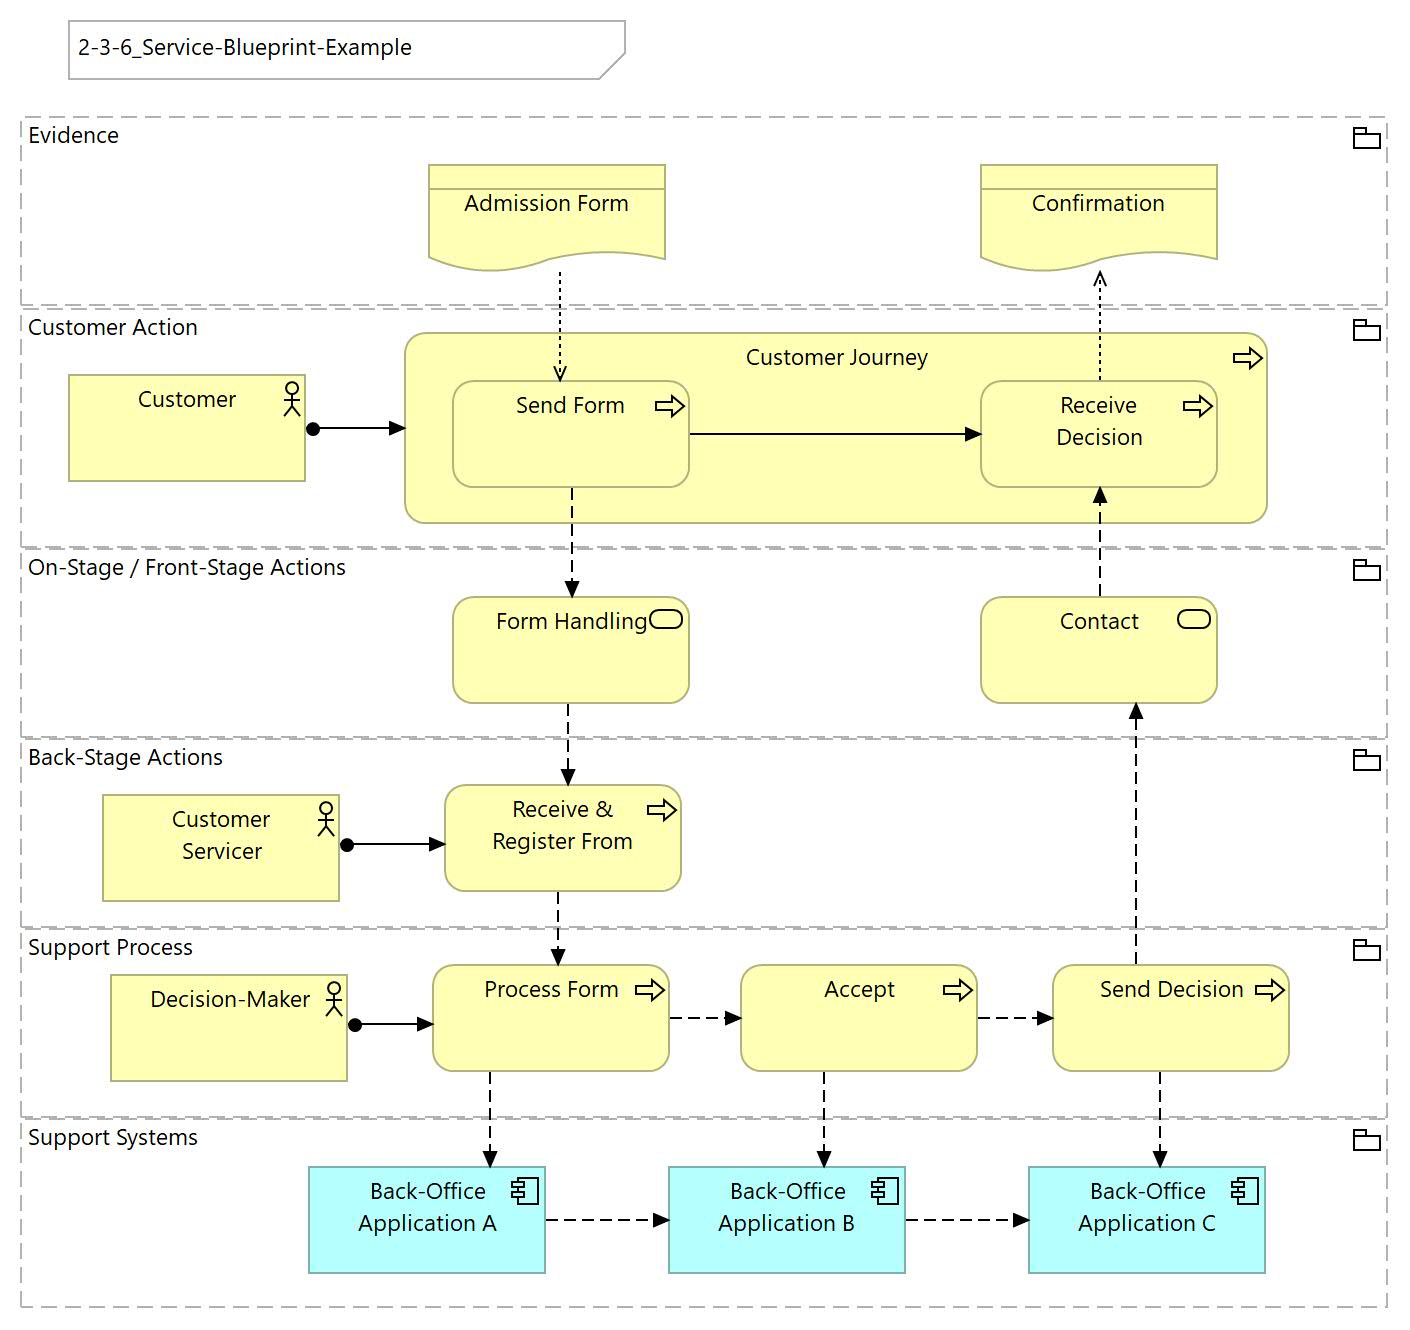 2-3-6_Service-Blueprint-Example
Evidence
Admission Form
Confirmation
Customer Action
Customer Journey
Customer
Send Form
Receive
Decision
On-Stage / Front-Stage Actions
Form Handling
Contact
Back-Stage Actions
Customer
Servicer
Receive &
Register From
Support Process
Decision-Maker
Process Form
Accept
Send Decision
Support Systems
Back-Office
Application A
Back-Office
Application B
Back-Office
Application C